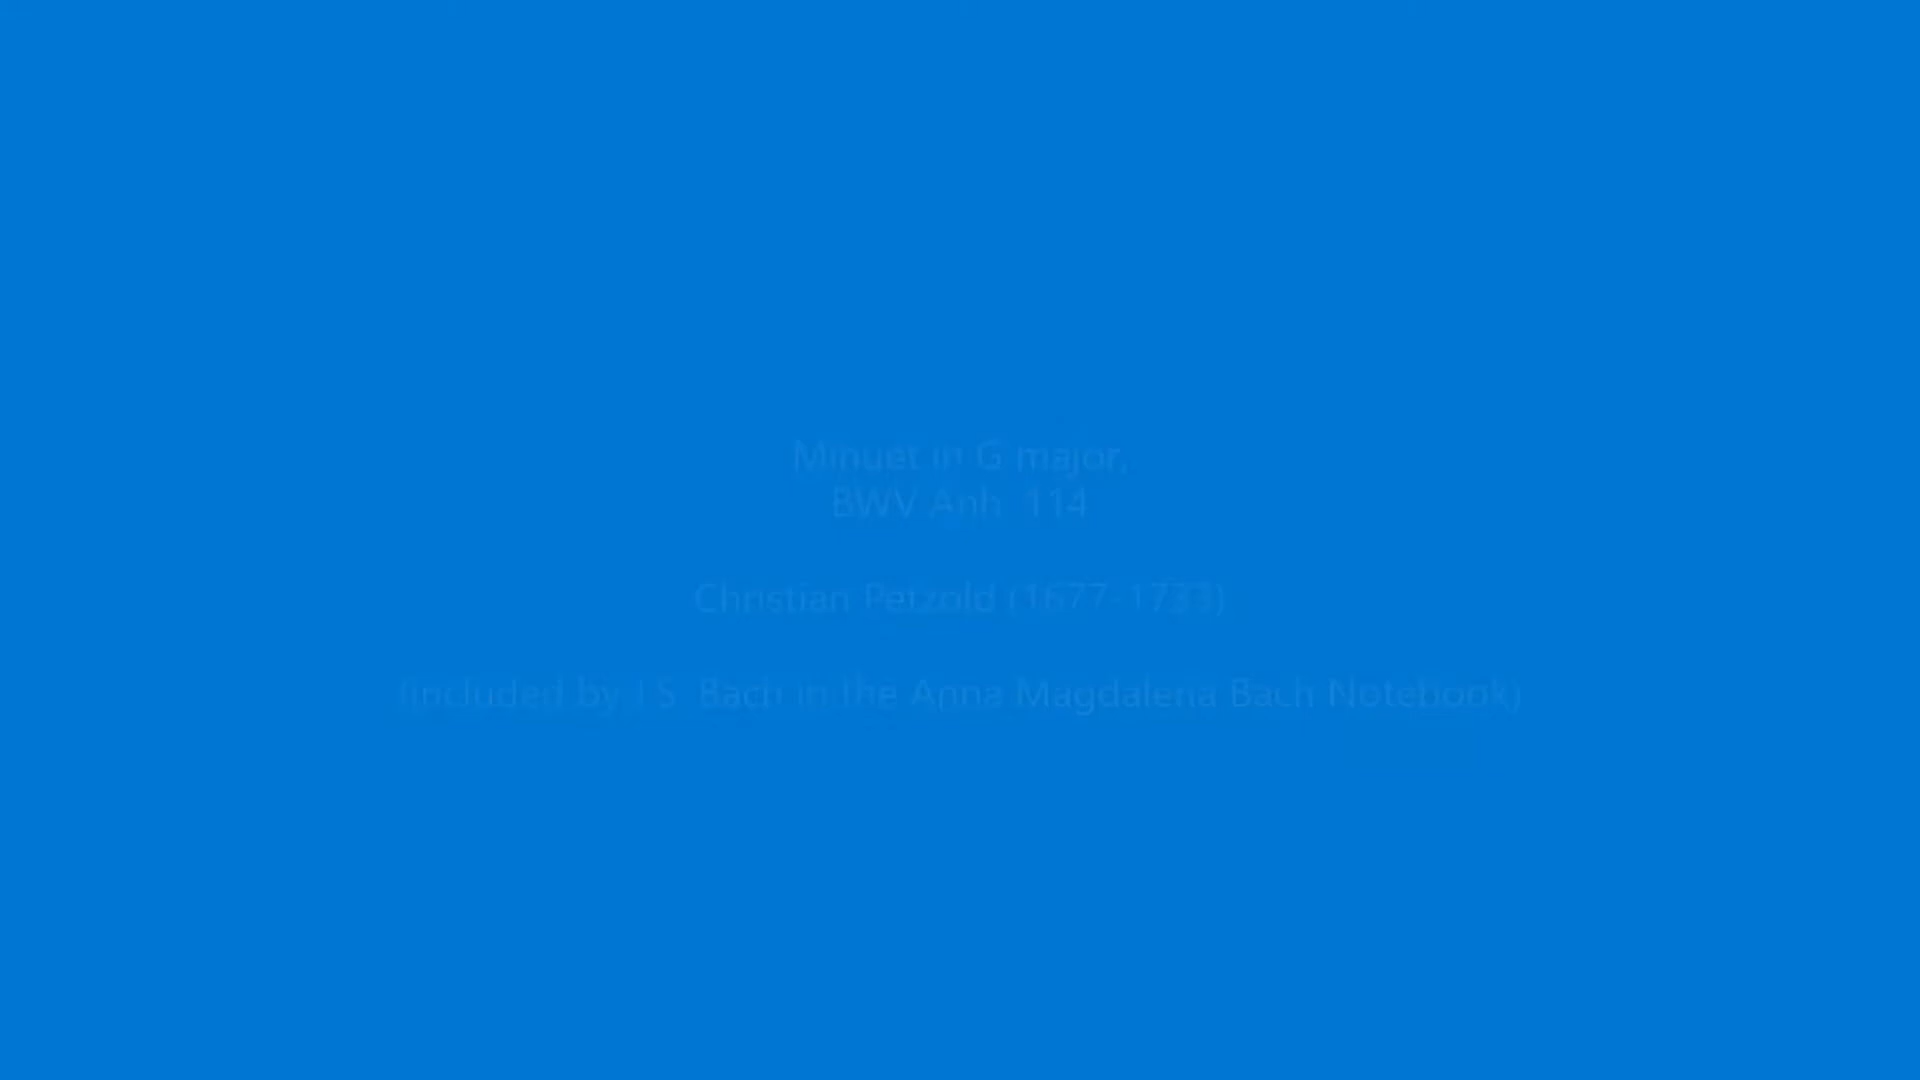 Minuet in G major,
BWV Anh. 114
Christian Petzold (1677-1733)
(included by J.S. Bach in the Anna Magdalena Bach Notebook)